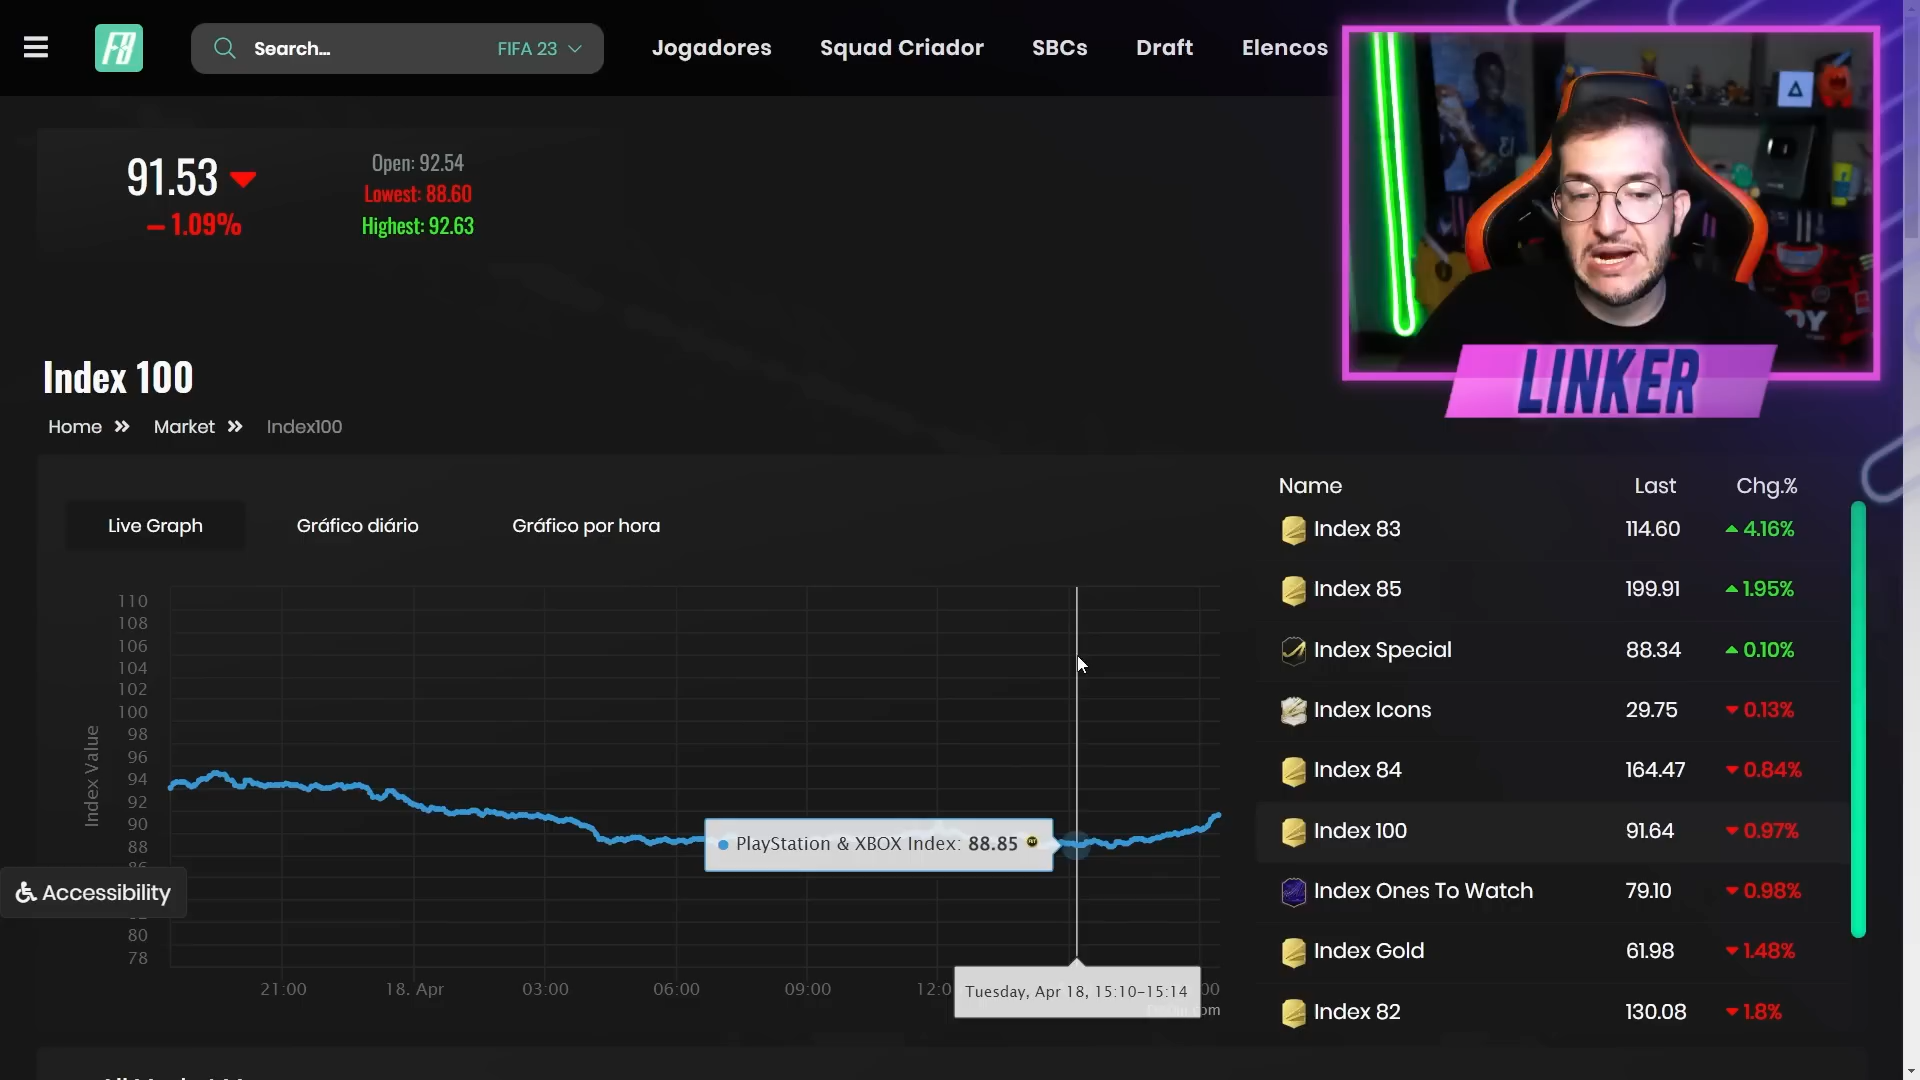 F8
Search...
FIFA 23
Jogadores
Squad Criador
SBCs
Draft
Elencos
91.53
– 1.09%
Open: 92.54
Lowest: 88.60
Highest: 92.63
LINKER
Index 100
Home » Market » Index100
Live Graph
Gráfico diário
Gráfico por hora
Index Value
110
108
106
104
102
100
98
96
94
92
90
88
86
80
78
PlayStation & XBOX Index: 88.85
Accessibility
21:00
18. Apr
03:00
06:00
09:00
12:0
00
Tuesday, Apr 18, 15:10-15:14
Name Last Chg.%
Index 83 114.60 4.16%
Index 85 199.91 1.95%
Index Special 88.34 0.10%
Index Icons 29.75 0.13%
Index 84 164.47 0.84%
Index 100 91.64 0.97%
Index Ones To Watch 79.10 0.98%
Index Gold 61.98 1.48%
Index 82 130.08 1.8%